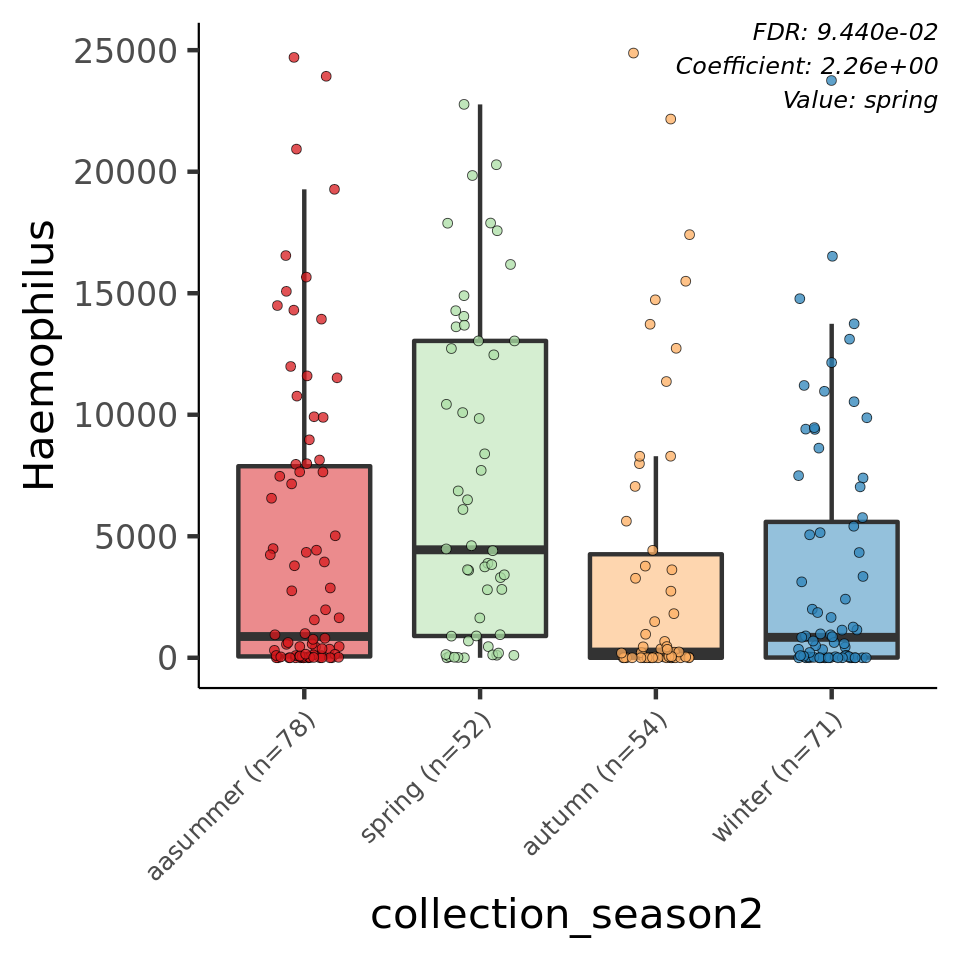 FDR: 9.440e-02
Coefficient: 2.26e+00
Value: spring
25000
20000
15000
10000
5000
0
Haemophilus
aasummer (n=78)
spring (n=52)
autumn (n=54)
winter (n=71)
collection_season2